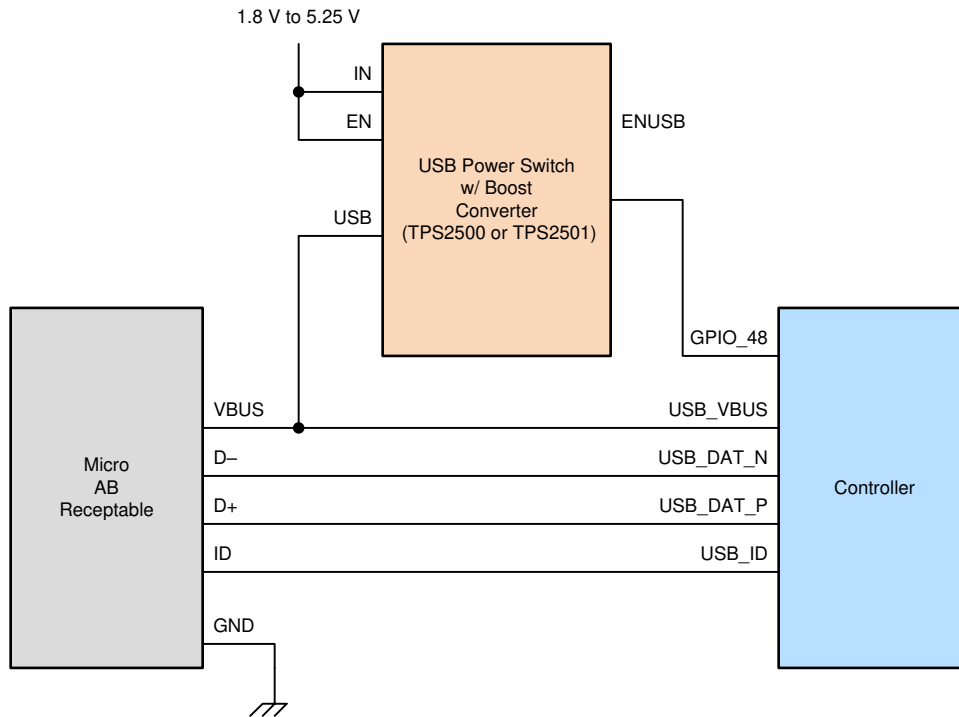 1.8 V to 5.25 V
IN
EN
ENUSB
USB Power Switch
w/ Boost
Converter
(TPS2500 or TPS2501)
USB
GPIO_48
VBUS
USB_VBUS
D–
USB_DAT_N
Micro
AB
Receptable
Controller
D+
USB_DAT_P
ID
USB_ID
GND